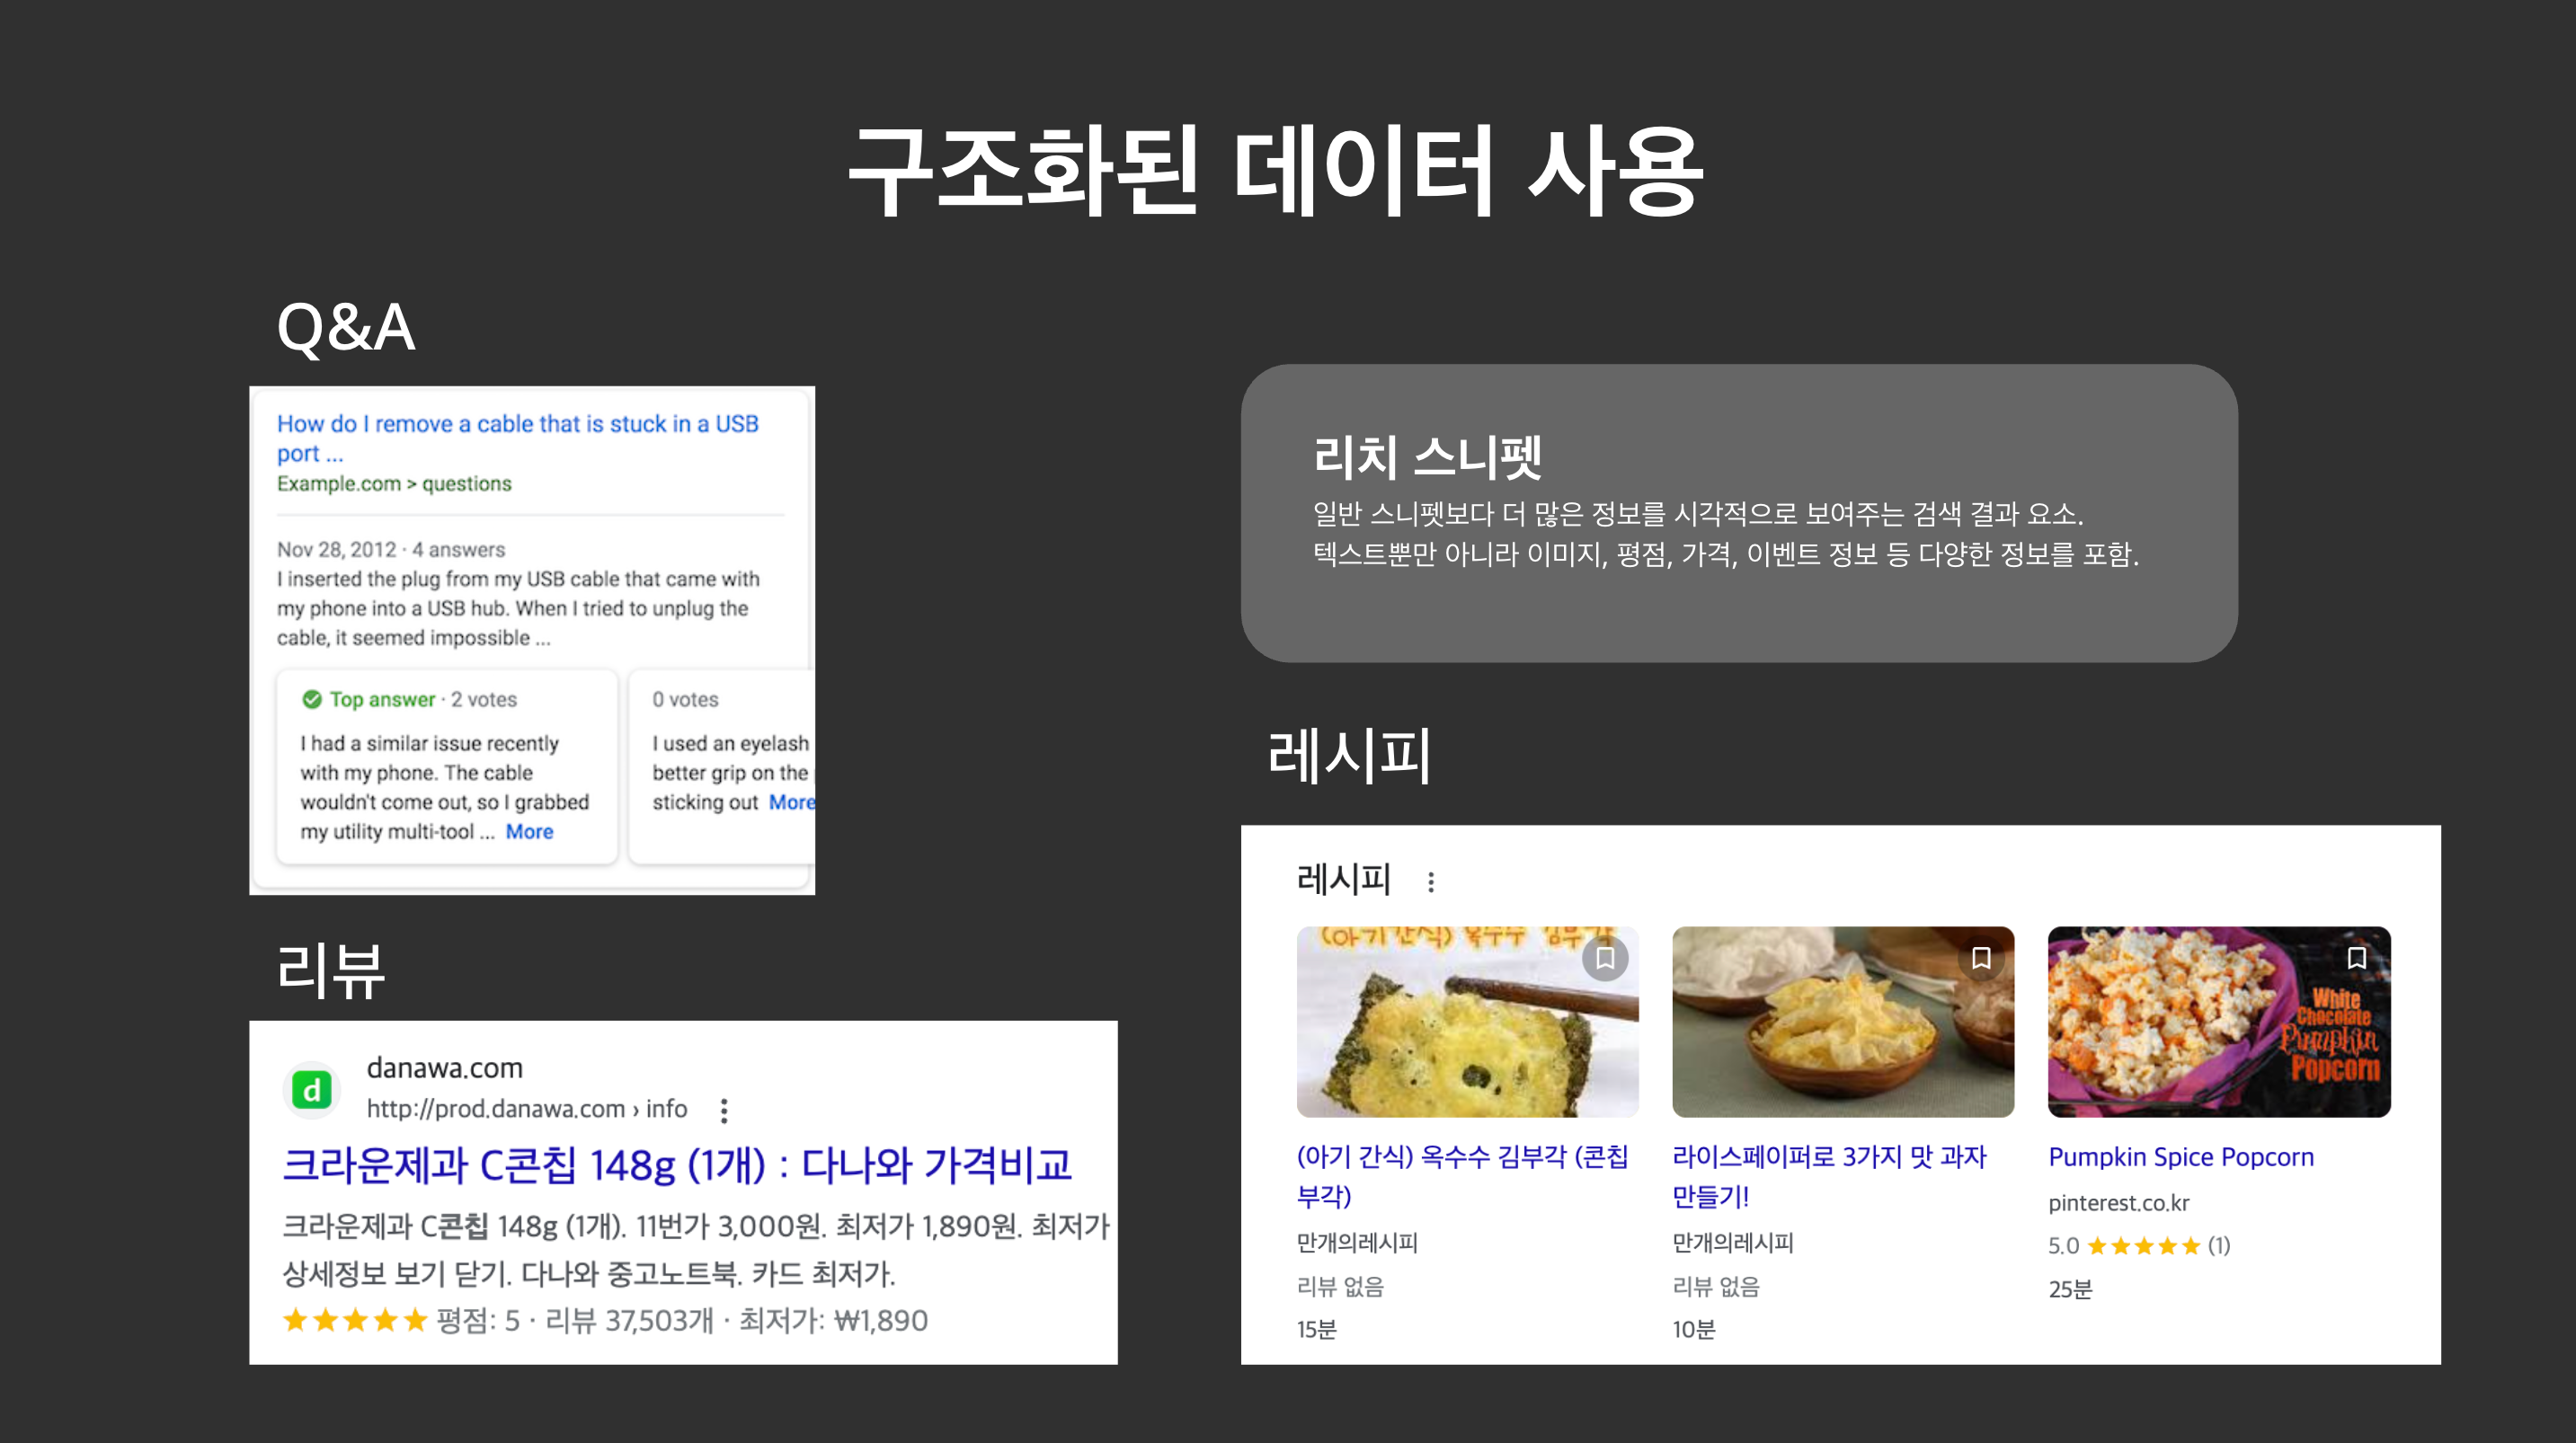 구조화된 데이터 사용
Q&A
How do I remove a cable that is stuck in a USB
port ...
Example.com > questions
Nov 28, 2012 · 4 answers
I inserted the plug from my USB cable that came with
my phone into a USB hub. When I tried to unplug the
cable, it seemed impossible ...
Top answer · 2 votes
I had a similar issue recently
with my phone. The cable
wouldn't come out, so I grabbed
my utility multi-tool ... More
0 votes
I used an eyelash
better grip on the
sticking out More
리뷰
d
danawa.com
http://prod.danawa.com › info
크라운제과 C콘칩 148g (1개) : 다나와 가격비교
크라운제과 C콘칩 148g (1개). 11번가 3,000원. 최저가 1,890원. 최저가
상세정보 보기 닫기. 다나와 중고노트북. 카드 최저가.
평점: 5 · 리뷰 37,503개 · 최저가: ₩1,890
리치 스니펫
일반 스니펫보다 더 많은 정보를 시각적으로 보여주는 검색 결과 요소.
텍스트뿐만 아니라 이미지, 평점, 가격, 이벤트 정보 등 다양한 정보를 포함.
레시피
레시피
(아기간식) 옥수수 김부각
(아기 간식) 옥수수 김부각 (콘칩
부각)
만개의레시피
리뷰 없음
15분
라이스페이퍼로 3가지 맛 과자
만들기!
만개의레시피
리뷰 없음
10분
White
Chocolate
Pumpkin
Popcorn
Pumpkin Spice Popcorn
pinterest.co.kr
5.0 ★★★★★ (1)
25분